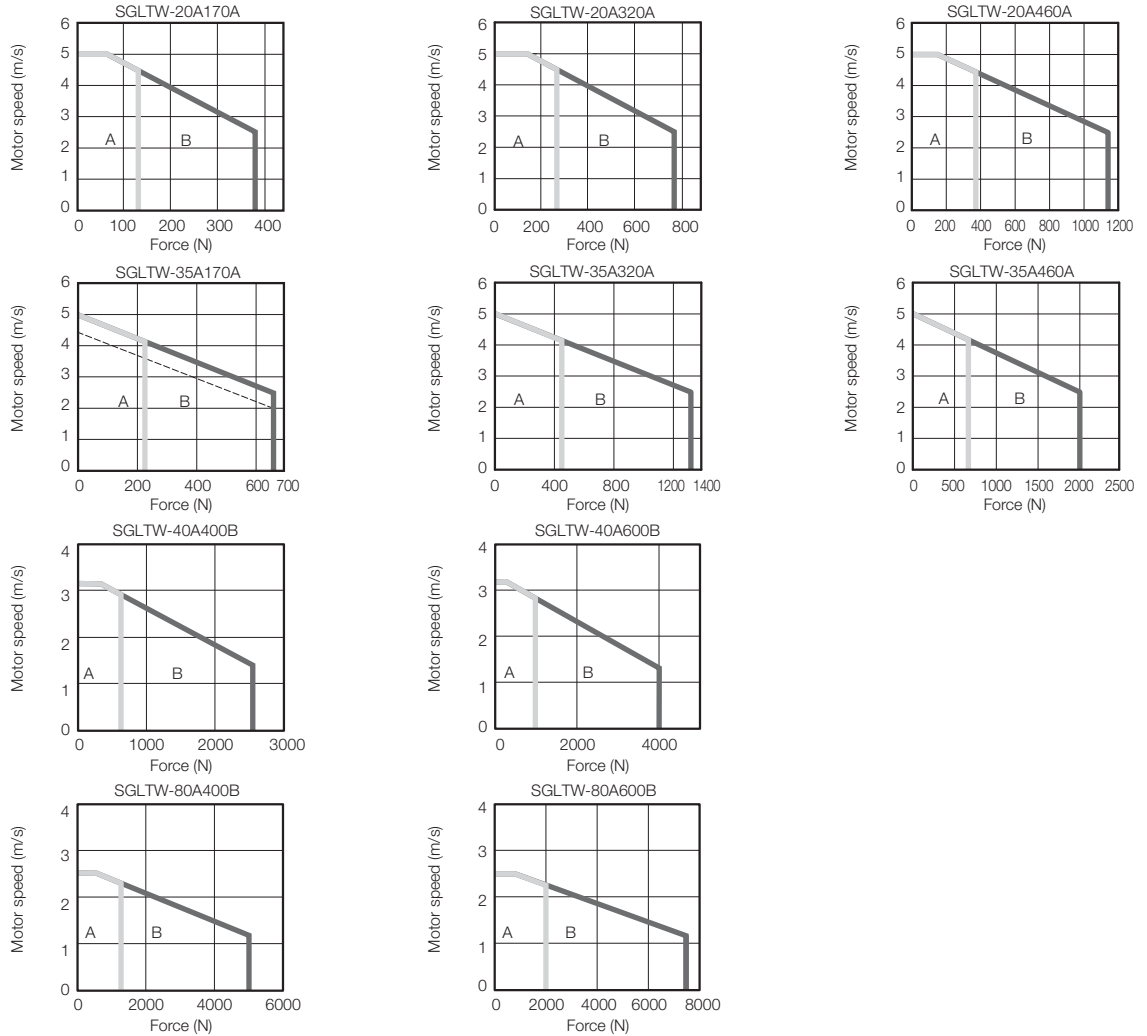 SGLTW-20A170A
Motor speed (m/s)
6
5
4
3
2
1
0
A
B
0 100 200 300 400
Force (N)
SGLTW-20A320A
Motor speed (m/s)
6
5
4
3
2
1
0
A
B
0 200 400 600 800
Force (N)
SGLTW-20A460A
Motor speed (m/s)
6
5
4
3
2
1
0
A
B
0 200 400 600 800 1000 1200
Force (N)
SGLTW-35A170A
Motor speed (m/s)
6
5
4
3
2
1
0
A
B
0 200 400 600 700
Force (N)
SGLTW-35A320A
Motor speed (m/s)
6
5
4
3
2
1
0
A
B
0 400 800 1200 1400
Force (N)
SGLTW-35A460A
Motor speed (m/s)
6
5
4
3
2
1
0
A
B
0 500 1000 1500 2000 2500
Force (N)
SGLTW-40A400B
Motor speed (m/s)
4
3
2
1
0
A
B
0 1000 2000 3000
Force (N)
SGLTW-40A600B
Motor speed (m/s)
4
3
2
1
0
A
B
0 2000 4000
Force (N)
SGLTW-80A400B
Motor speed (m/s)
4
3
2
1
0
A
B
0 2000 4000 6000
Force (N)
SGLTW-80A600B
Motor speed (m/s)
4
3
2
1
0
A
B
0 2000 4000 6000 8000
Force (N)